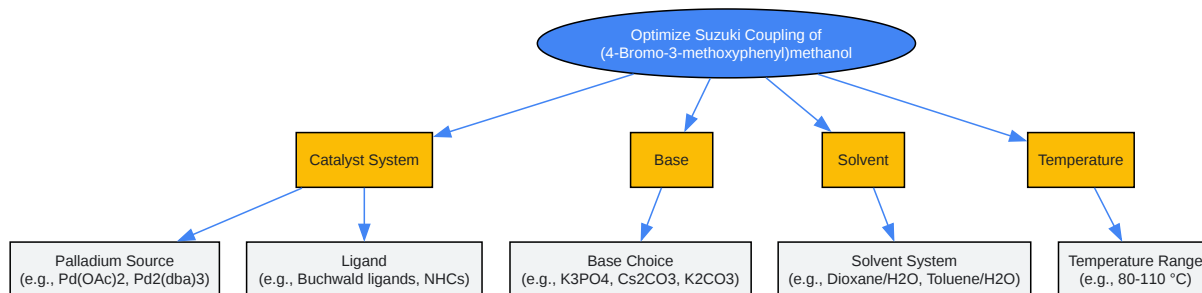 Optimize Suzuki Coupling of
(4-Bromo-3-methoxyphenyl)methanol
Catalyst System
Base
Solvent
Temperature
Palladium Source
(e.g., Pd(OAc)2, Pd2(dba)3)
Ligand
(e.g., Buchwald ligands, NHCs)
Base Choice
(e.g., K3PO4, Cs2CO3, K2CO3)
Solvent System
(e.g., Dioxane/H2O, Toluene/H2O)
Temperature Range
(e.g., 80-110 °C)